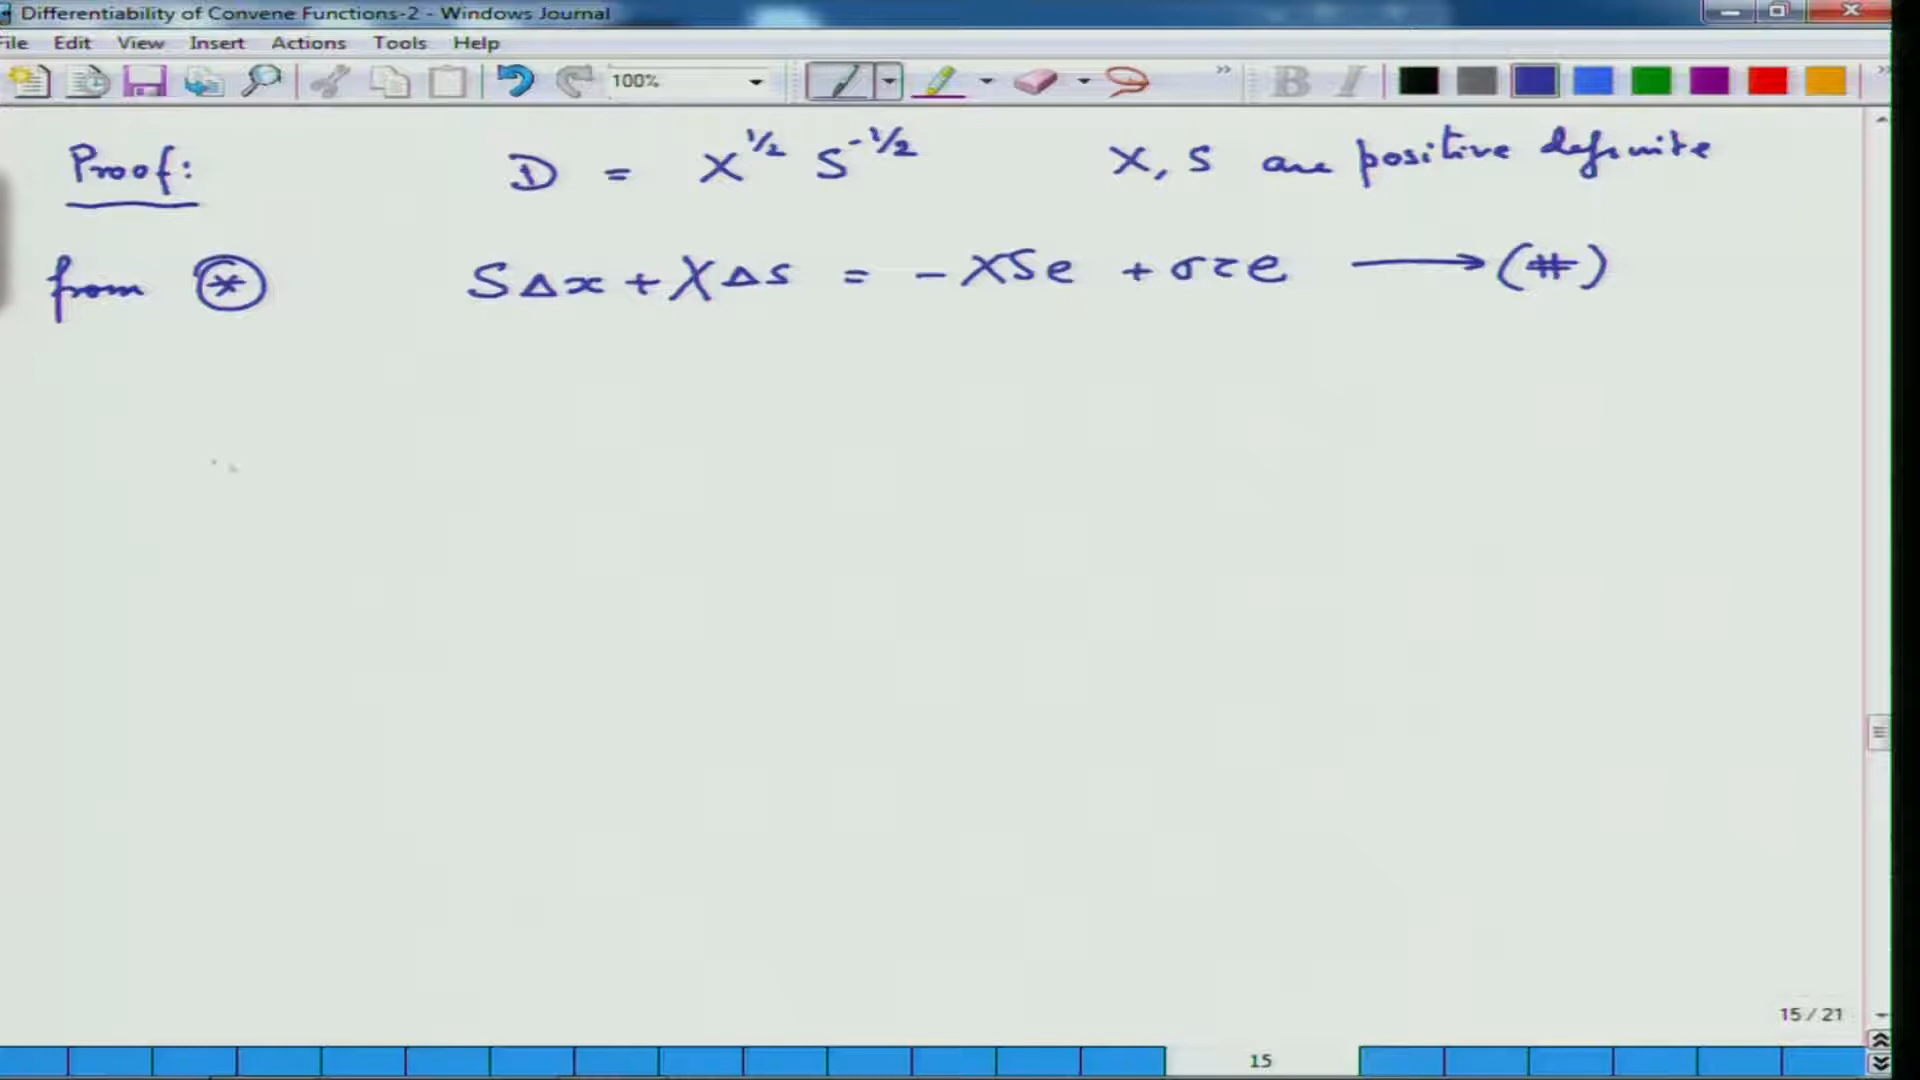 Differentiability of Convene Functions-2 - Windows Journal
File Edit View Insert Actions Tools Help
100%
B I
Proof: D = X^{1/2} S^{-1/2} X, S are positive definite
from ⊛ SΔx + XΔs = - XSe + στe ⟶ (#)
15 / 21
15